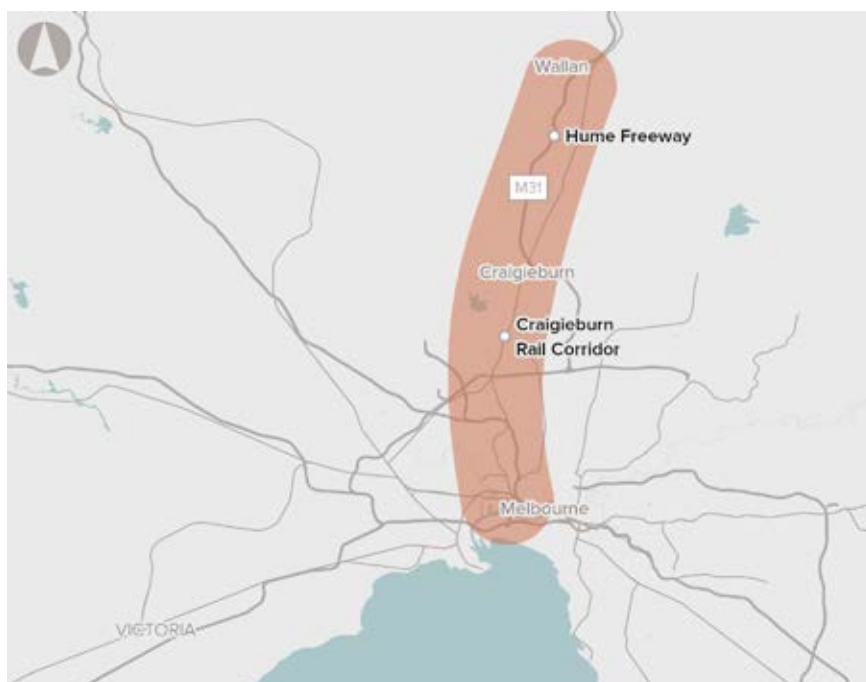 Wallan
Hume Freeway
M31
Craigieburn
Craigieburn
Rail Corridor
Melbourne
VICTORIA